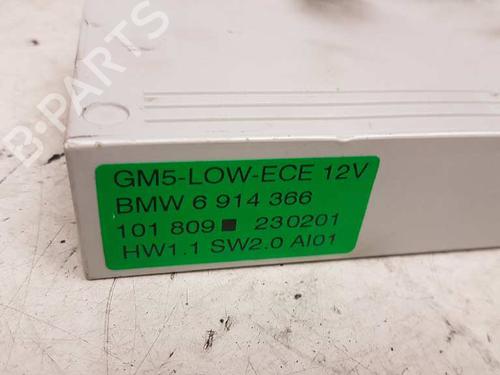 B-PARTS
GM5-LOW-ECE 12V
BMW 6 914 366
101 809 ■ 230201
HW1.1 SW2.0 AI01